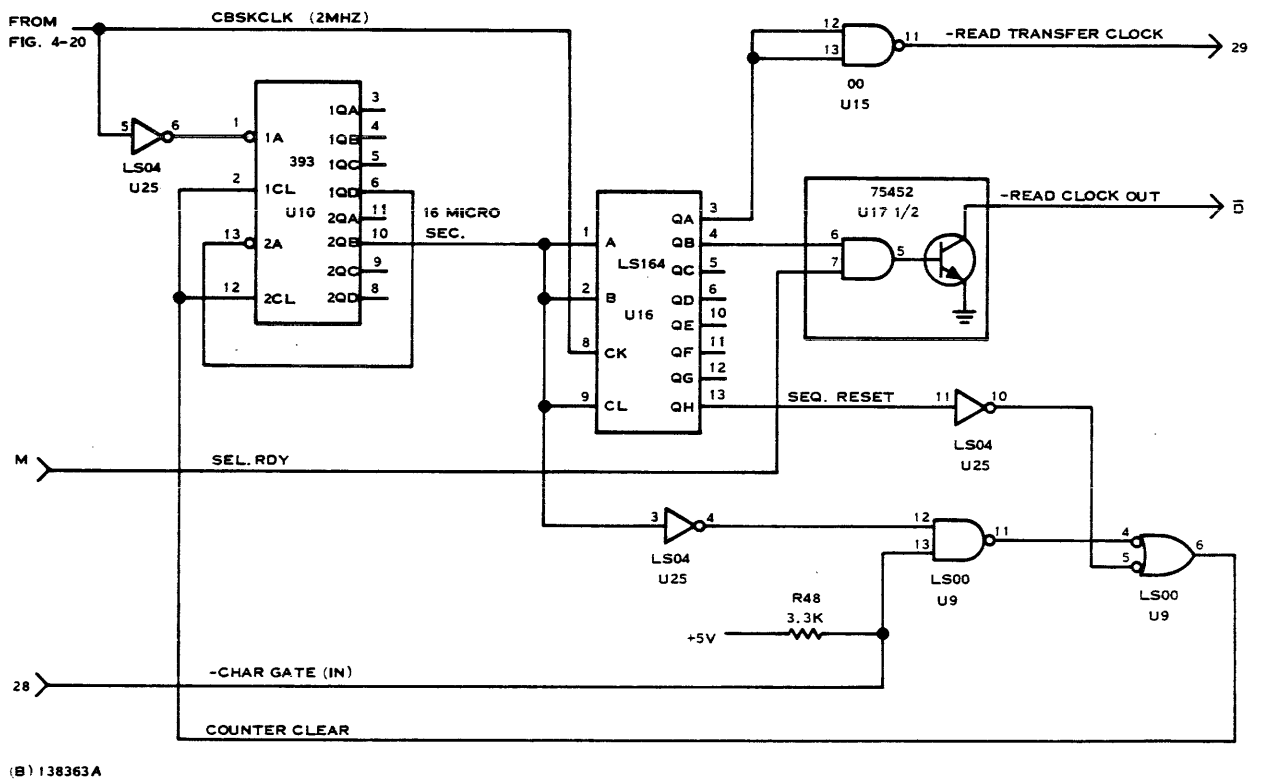 FROM
FIG. 4-20
CBSKCLK (2MHZ)
12
13
11
-READ TRANSFER CLOCK
29
00
U15
5
6
LS04
U25
1
1A
393
1QA
3
1QB
4
1QC
5
2
1CL
1QD
6
U10
2QA
11
16 MICRO
SEC.
13
2A
2QB
10
2QC
9
12
2CL
2QD
8
1
A
QA
3
QB
4
LS164
QC
5
2
B
QD
6
U16
QE
10
QF
11
8
CK
QG
12
9
CL
QH
13
75452
U17 1/2
6
7
5
-READ CLOCK OUT
D
SEQ. RESET
11
10
LS04
U25
M
SEL.RDY
3
4
LS04
U25
12
13
11
LS00
U9
4
5
6
LS00
U9
R48
3.3K
+5V
28
-CHAR GATE (IN)
COUNTER CLEAR
(B) 138363A